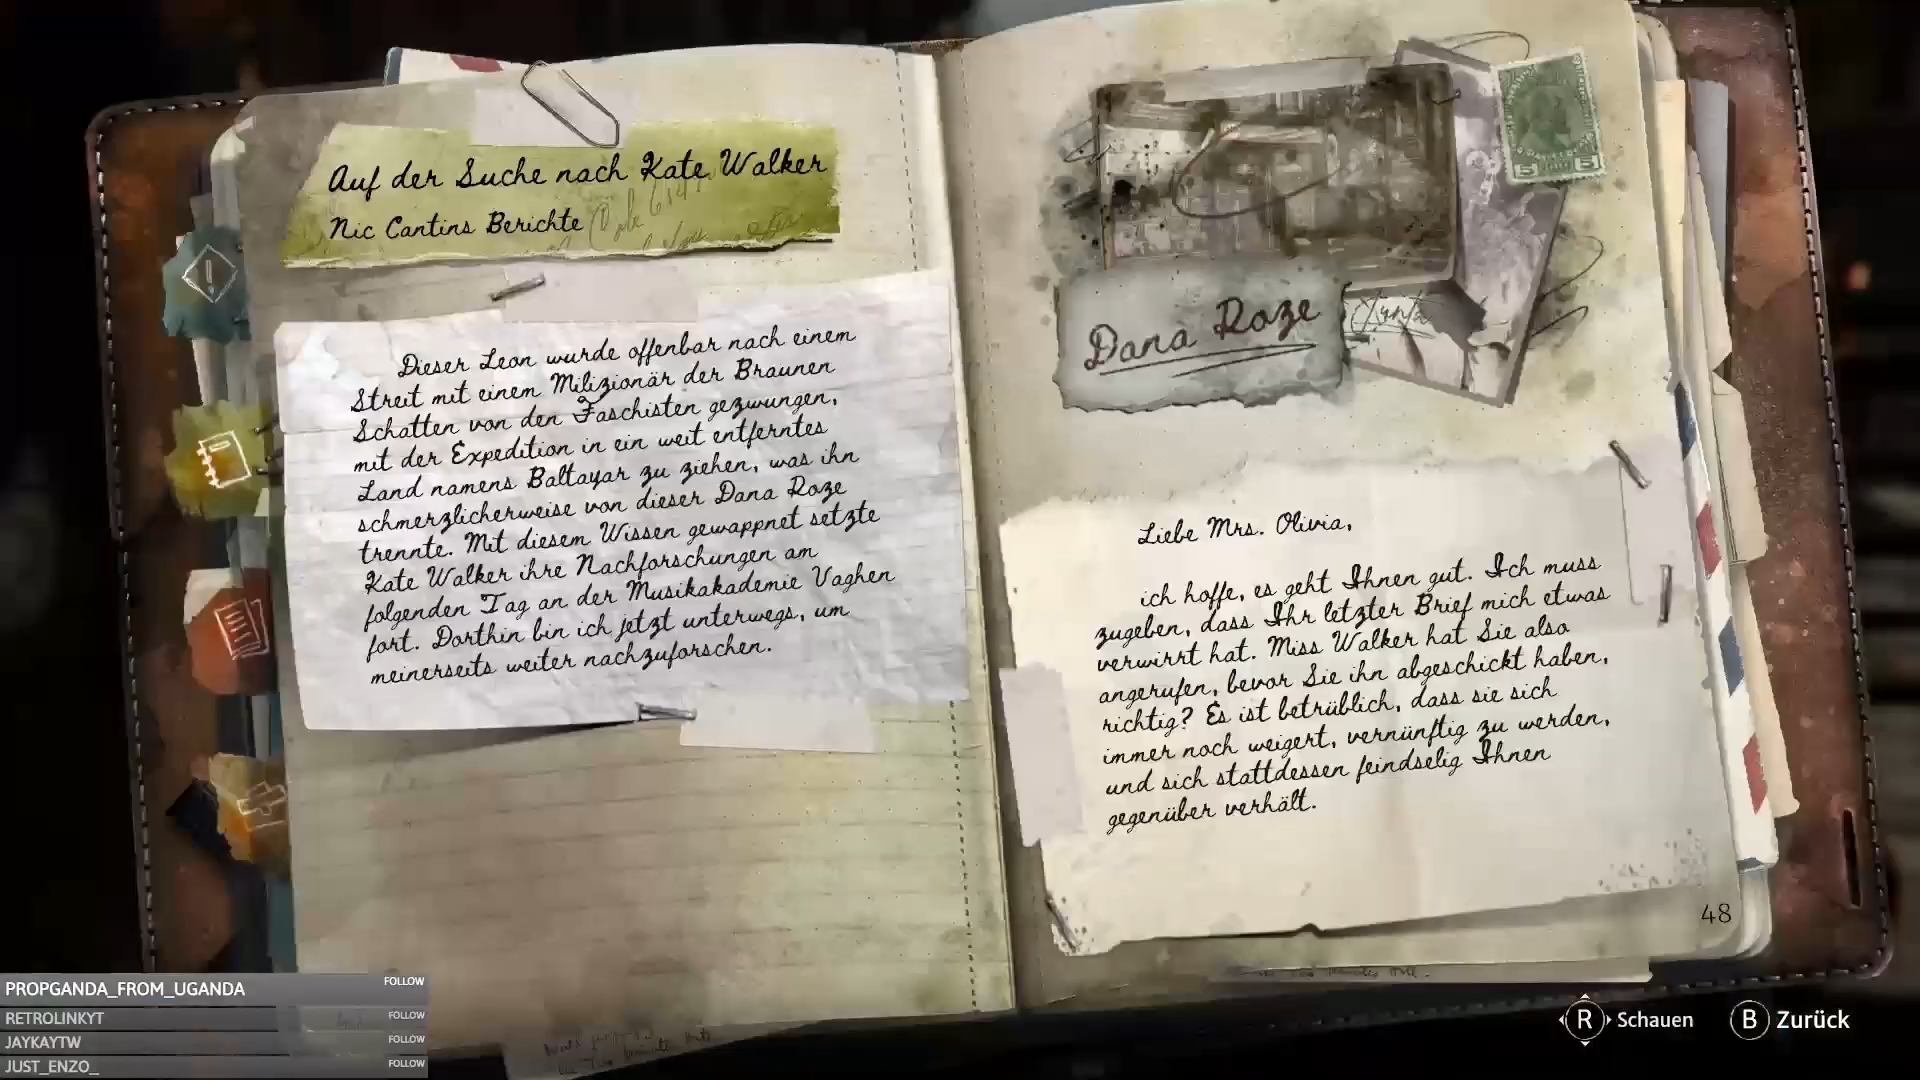 Auf der Suche nach Kate Walker
Nic Cantins Berichte
Dieser Leon wurde offenbar nach einem
Streit mit einem Milizionär der Braunen
Schatten von den Faschisten gezwungen,
mit der Expedition in ein weit entferntes
Land namens Baltayar zu ziehen, was ihn
schmerzlicherweise von dieser Dana Roze
trennte. Mit diesem Wissen gewappnet setzte
Kate Walker ihre Nachforschungen am
folgenden Tag an der Musikakademie Vaghen
fort. Dorthin bin ich jetzt unterwegs, um
meinerseits weiter nachzuforschen.
5 5
Dana Roze
Liebe Mrs. Olivia,
ich hoffe, es geht Ihnen gut. Ich muss
zugeben, dass Ihr letzter Brief mich etwas
verwirrt hat. Miss Walker hat Sie also
angerufen, bevor Sie ihn abgeschickt haben,
richtig? Es ist betrüblich, dass sie sich
immer noch weigert, vernünftig zu werden,
und sich stattdessen feindselig Ihnen
gegenüber verhält.
48
PROPGANDA_FROM_UGANDA FOLLOW
RETROLINKYT FOLLOW
JAYKAYTW FOLLOW
JUST_ENZO_ FOLLOW
R Schauen B Zurück